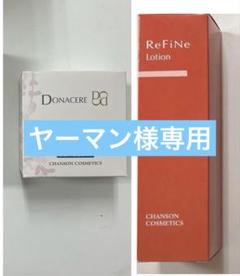 DONACERE
ReFiNe
Lotion
ヤーマン様専用
CHANSON COSMETICS
CHANSON
COSMETICS